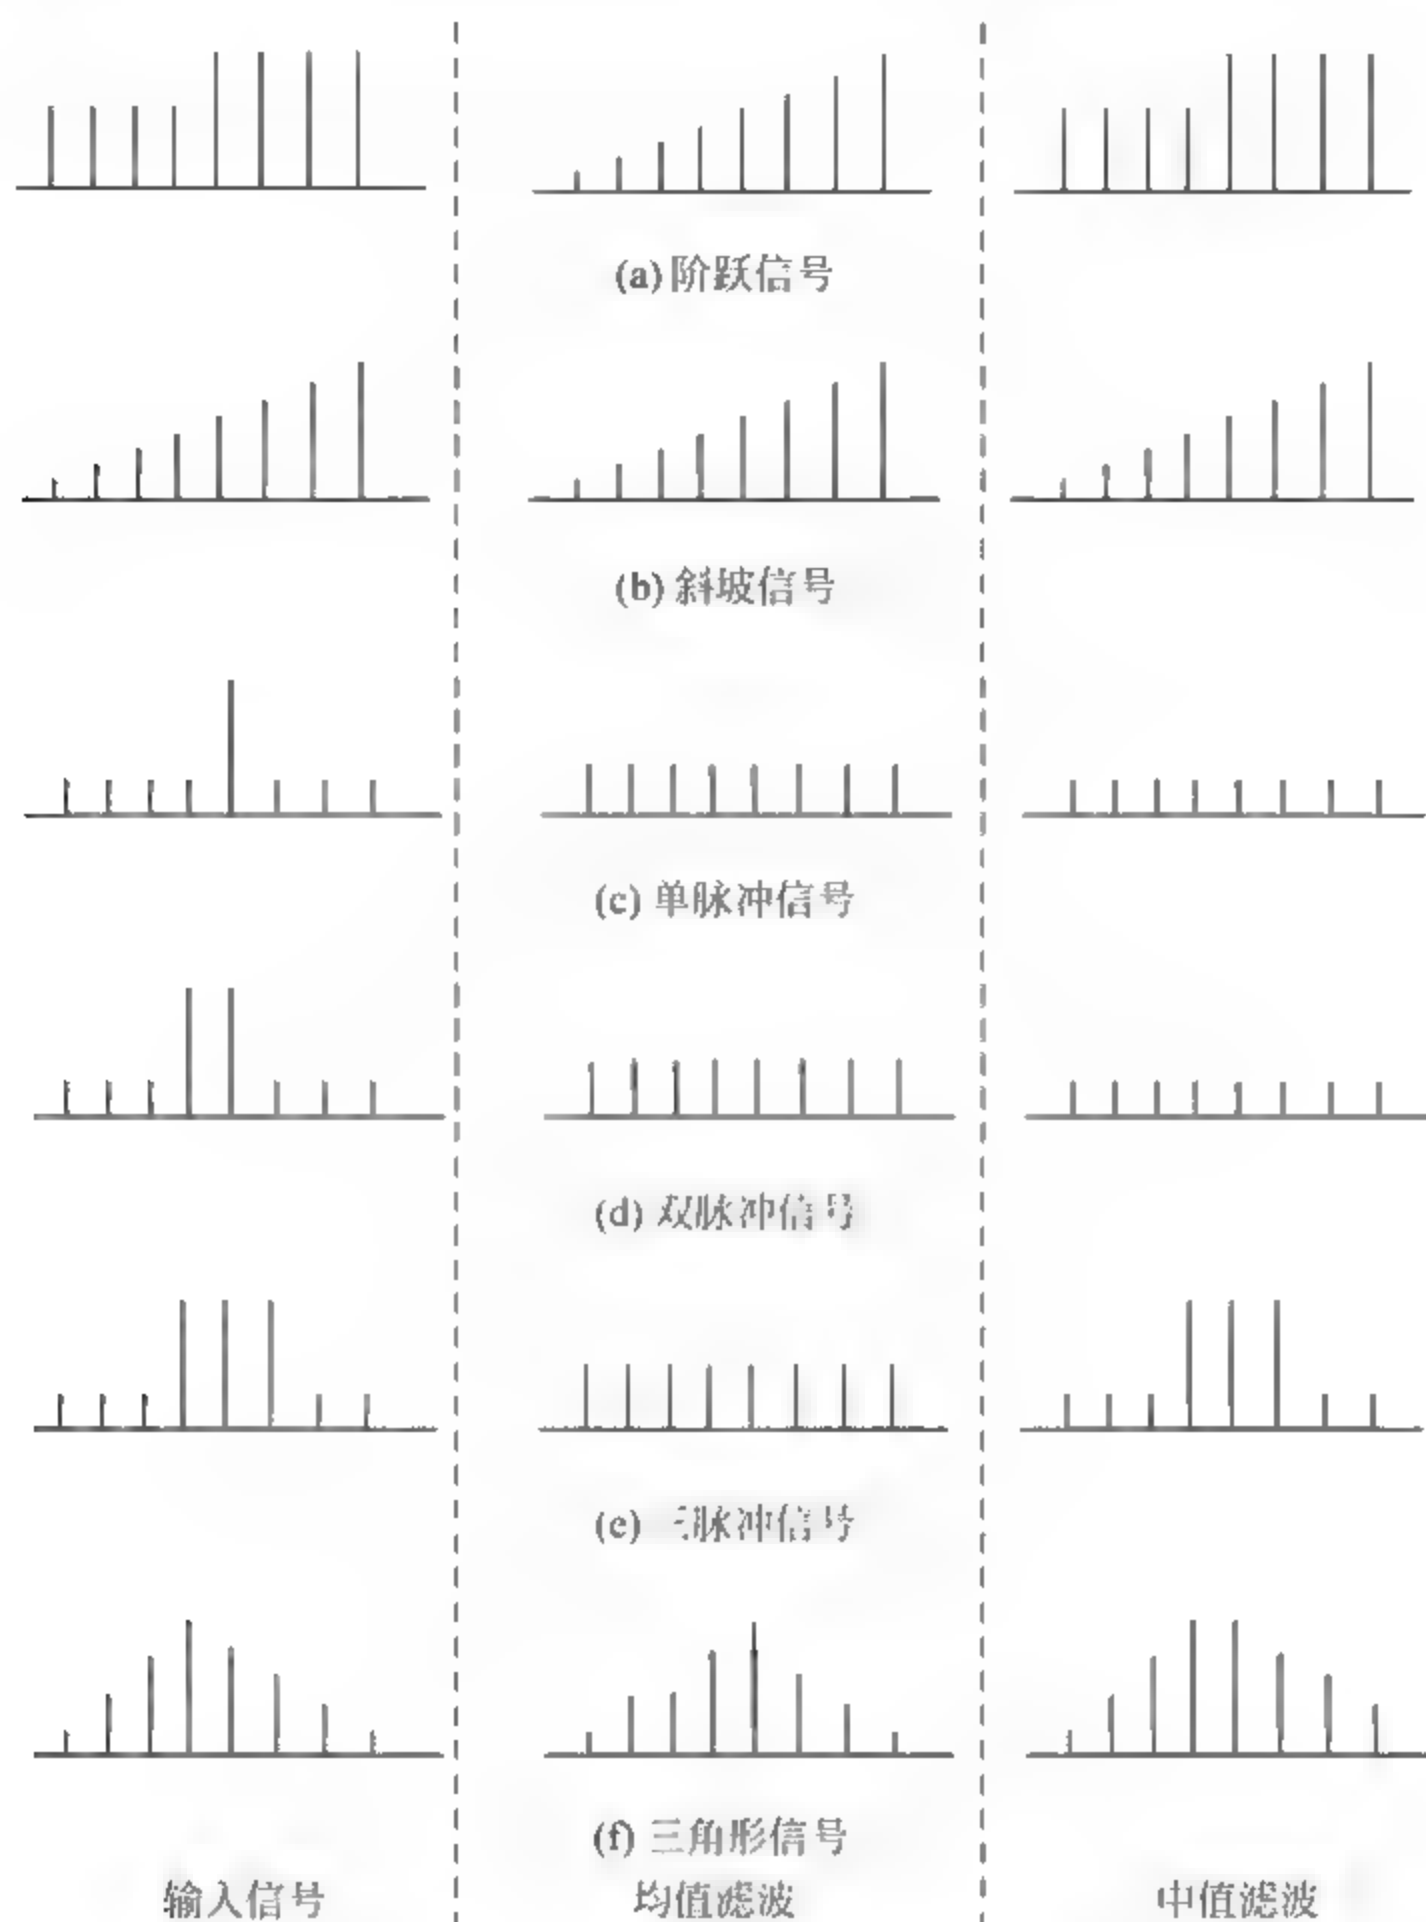 (a) 阶跃信号
(b) 斜坡信号
(c) 单脉冲信号
(d) 双脉冲信号
(e) 三脉冲信号
(f) 三角形信号
输入信号
均值滤波
中值滤波